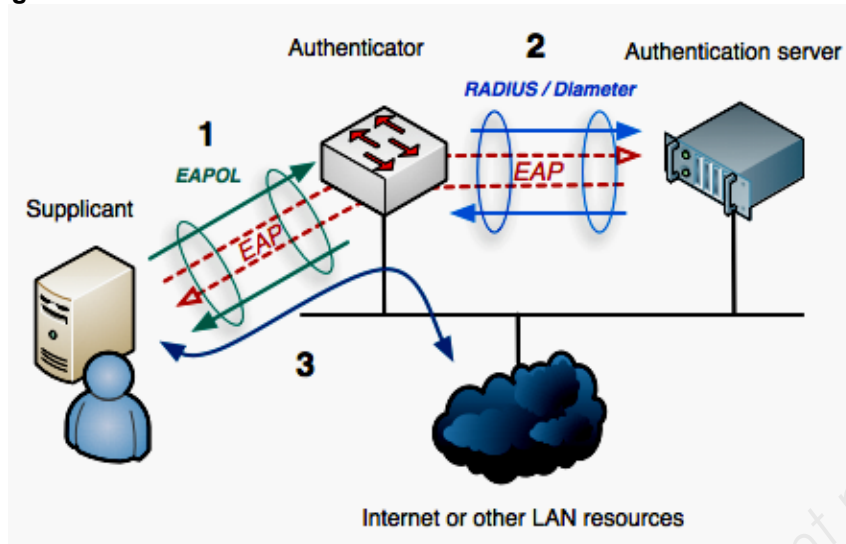 g
Authenticator
2
Authentication server
RADIUS / Diameter
1
EAPOL
EAP
Supplicant
EAP
3
Internet or other LAN resources